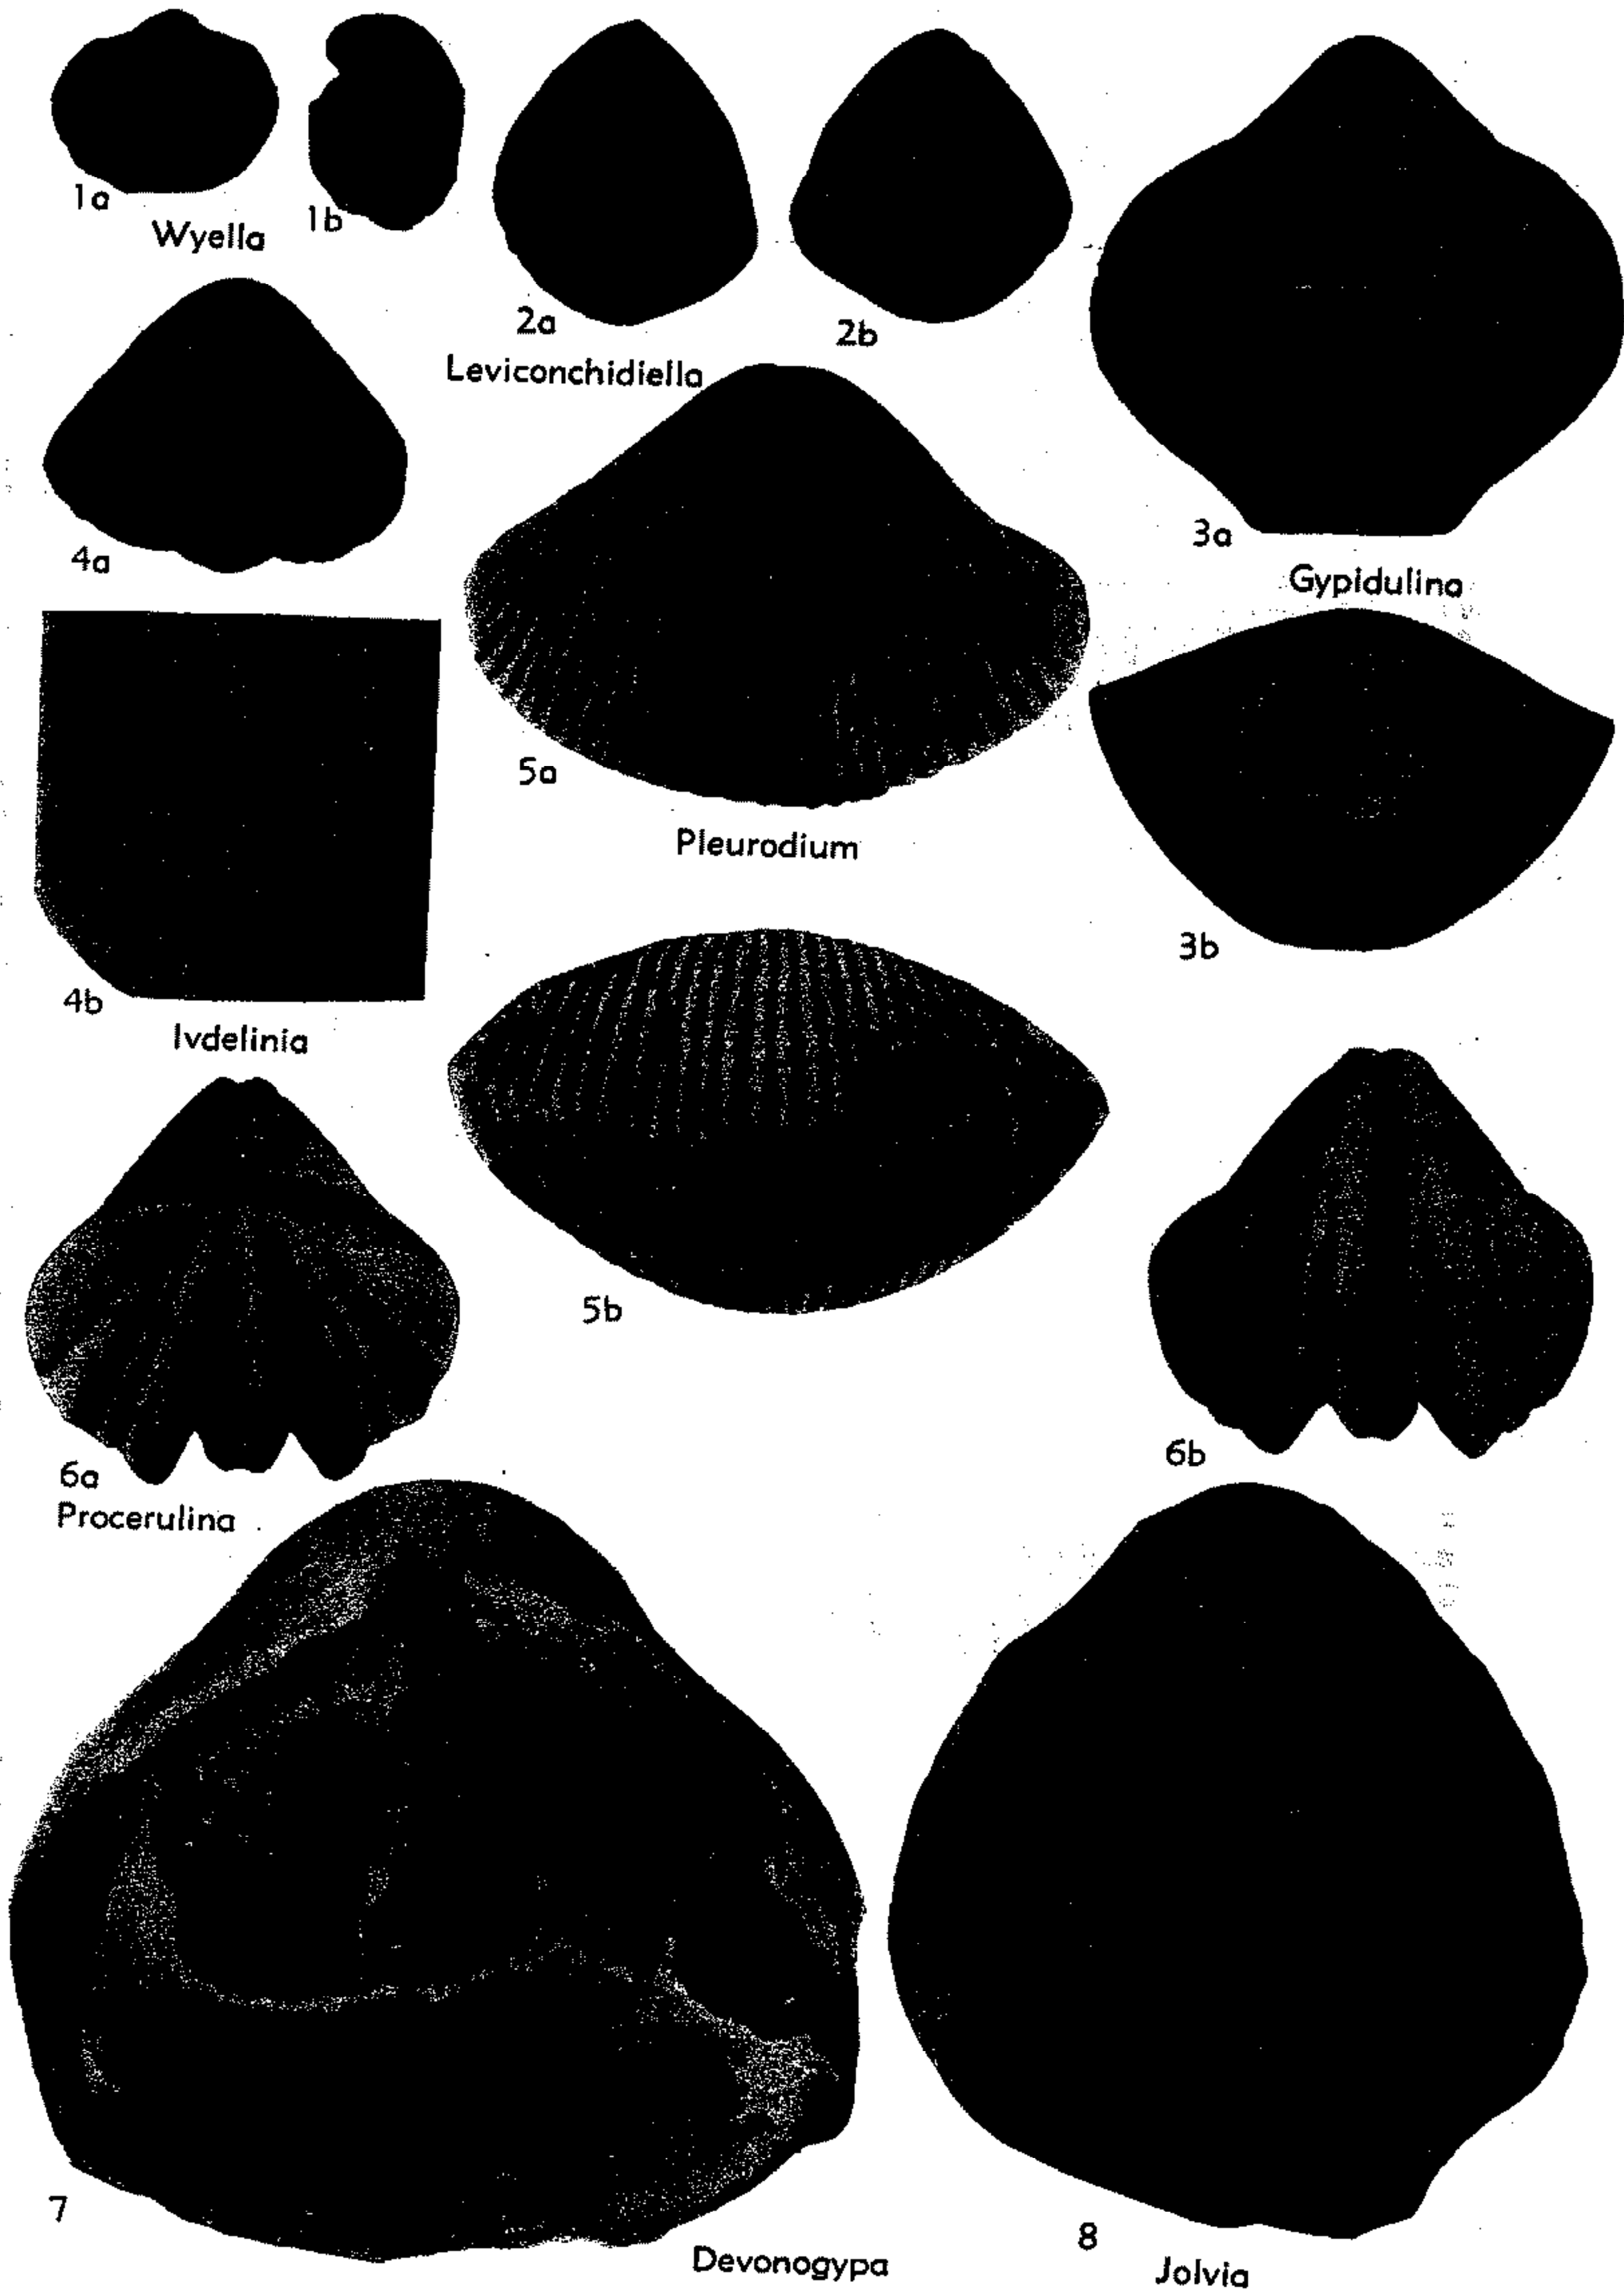 1a
1b
Wyella
2a
2b
Leviconchidiella
3a
Gypidulina
4a
5a
Pleurodium
3b
4b
Ivdelinia
5b
6a
Procerulina
6b
7
Devonogypa
8
Jolvia